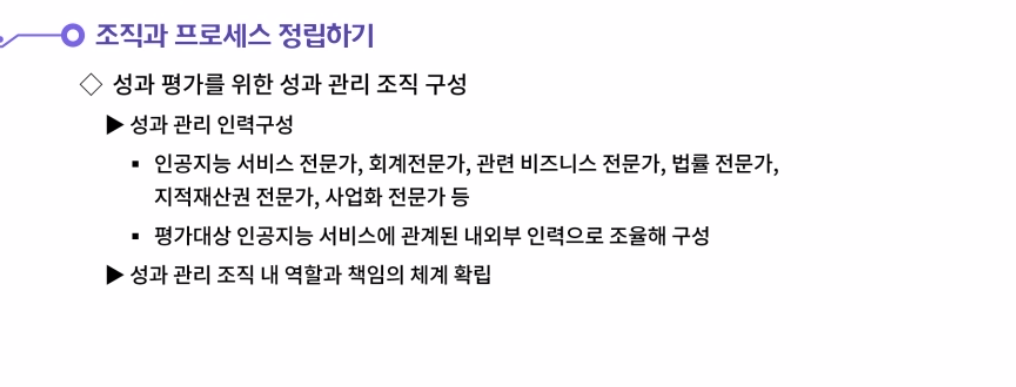 조직과 프로세스 정립하기
◇ 성과 평가를 위한 성과 관리 조직 구성
▶ 성과 관리 인력구성
▪ 인공지능 서비스 전문가, 회계전문가, 관련 비즈니스 전문가, 법률 전문가,
지적재산권 전문가, 사업화 전문가 등
▪ 평가대상 인공지능 서비스에 관계된 내외부 인력으로 조율해 구성
▶ 성과 관리 조직 내 역할과 책임의 체계 확립